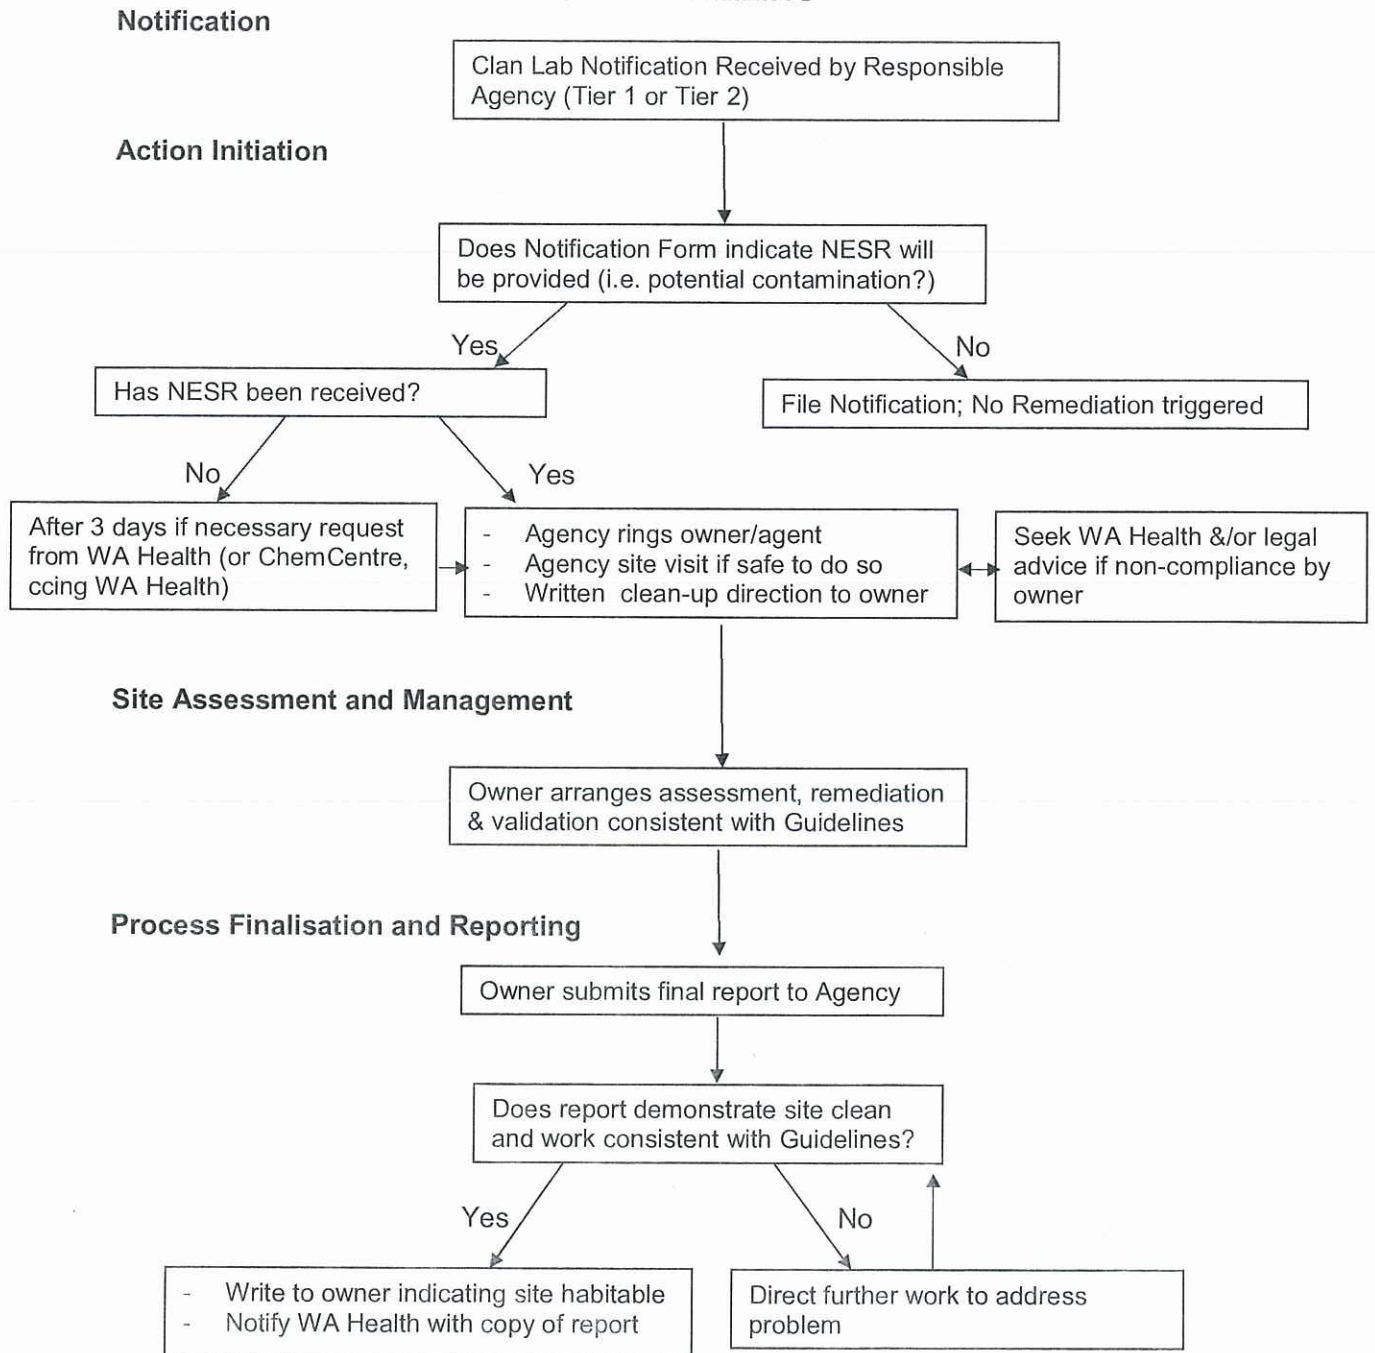 Notification
Clan Lab Notification Received by Responsible
Agency (Tier 1 or Tier 2)
Action Initiation
Does Notification Form indicate NESR will
be provided (i.e. potential contamination?)
Yes
No
Has NESR been received?
File Notification; No Remediation triggered
No
Yes
After 3 days if necessary request
from WA Health (or ChemCentre,
ccing WA Health)
- Agency rings owner/agent
- Agency site visit if safe to do so
- Written clean-up direction to owner
Seek WA Health &/or legal
advice if non-compliance by
owner
Site Assessment and Management
Owner arranges assessment, remediation
& validation consistent with Guidelines
Process Finalisation and Reporting
Owner submits final report to Agency
Does report demonstrate site clean
and work consistent with Guidelines?
Yes
No
- Write to owner indicating site habitable
- Notify WA Health with copy of report
Direct further work to address
problem